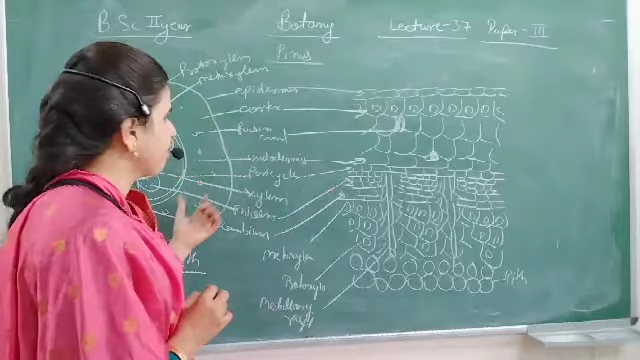 B.Sc II year
Botany
Lecture-37
Paper-III
Pinus
Protoxylem
metaxylem
epidermis
cortex
canal
endodermis
Pericycle
xylem
Phloem
Cambium
metaxylem
Protoxylem
Medullary
rays
Pith